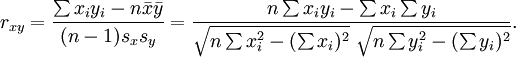 r_{xy} = \frac{\sum x_i y_i - n \bar{x} \bar{y}}{(n-1) s_x s_y} = \frac{n \sum x_i y_i - \sum x_i \sum y_i}{\sqrt{n \sum x_i^2 - (\sum x_i)^2} \sqrt{n \sum y_i^2 - (\sum y_i)^2}}.